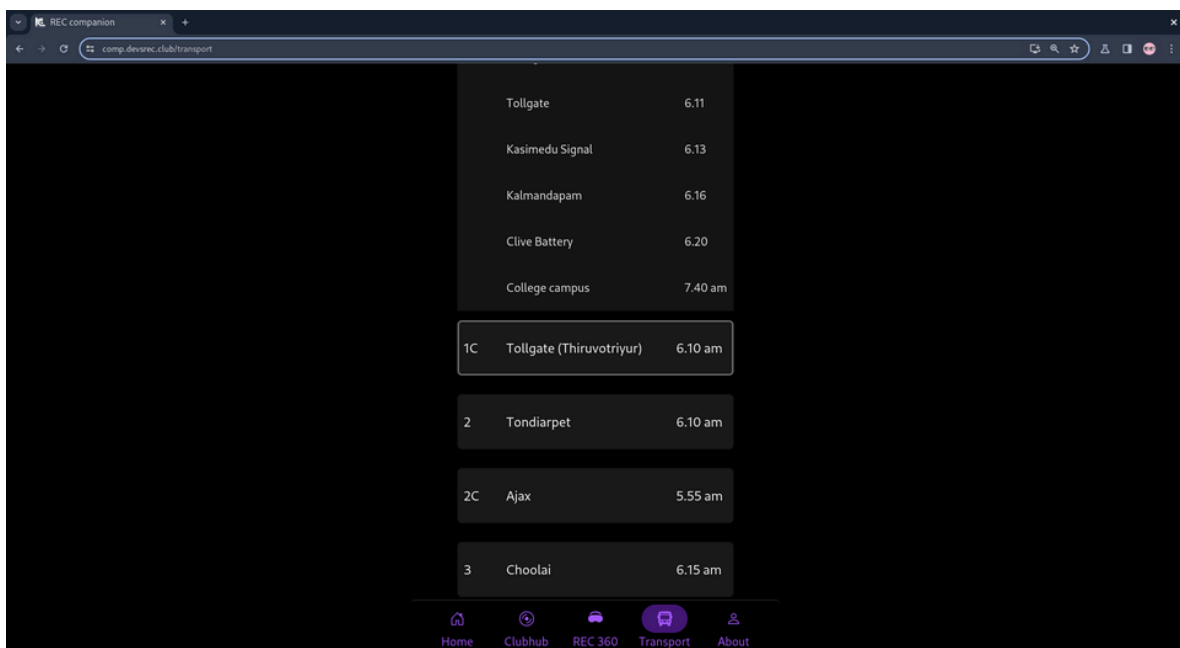 REC companion
comp.devsrec.club/transport
Tollgate 6.11
Kasimedu Signal 6.13
Kalmandapam 6.16
Clive Battery 6.20
College campus 7.40 am
1C Tollgate (Thiruvotriyur) 6.10 am
2 Tondiarpet 6.10 am
2C Ajax 5.55 am
3 Choolai 6.15 am
Home Clubhub REC 360 Transport About